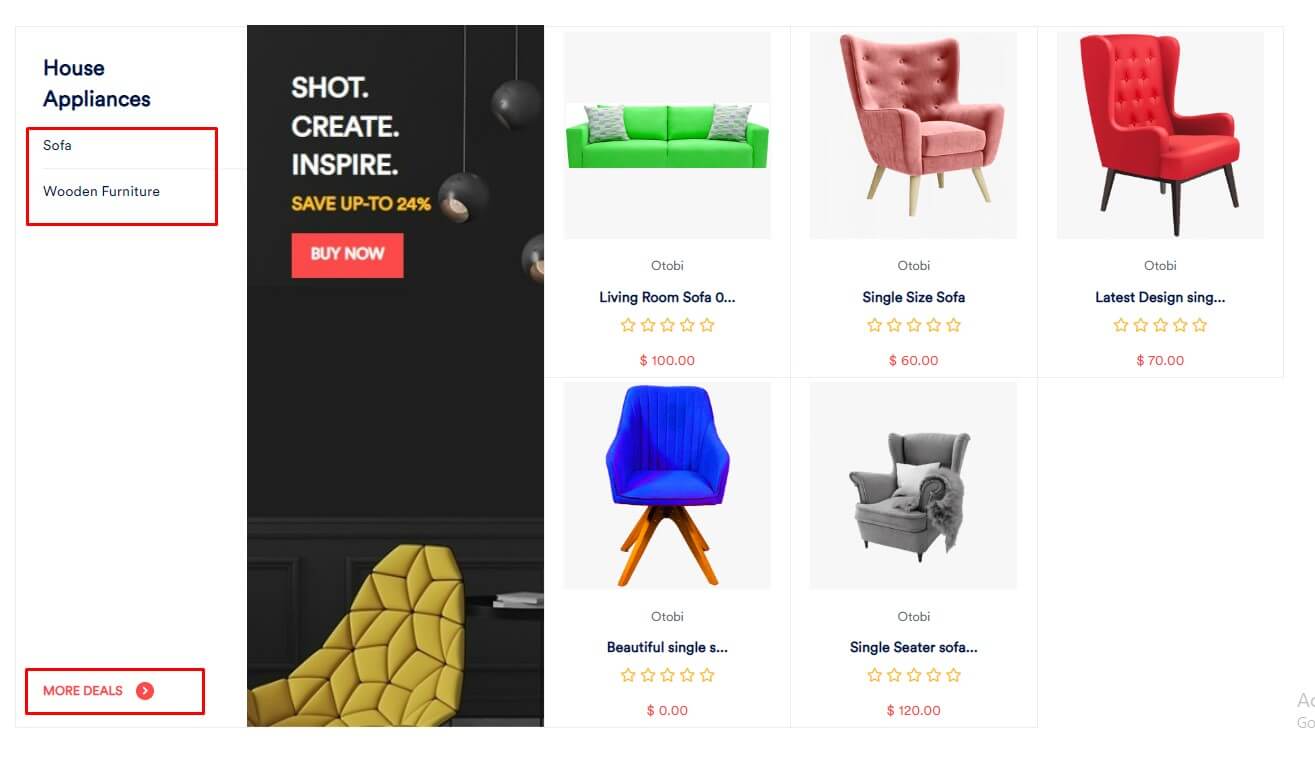 House
Appliances
Sofa
Wooden Furniture
MORE DEALS
SHOT.
CREATE.
INSPIRE.
SAVE UP-TO 24%
BUY NOW
Otobi
Living Room Sofa 0...
$ 100.00
Otobi
Single Size Sofa
$ 60.00
Otobi
Latest Design sing...
$ 70.00
Otobi
Beautiful single s...
$ 0.00
Otobi
Single Seater sofa...
$ 120.00